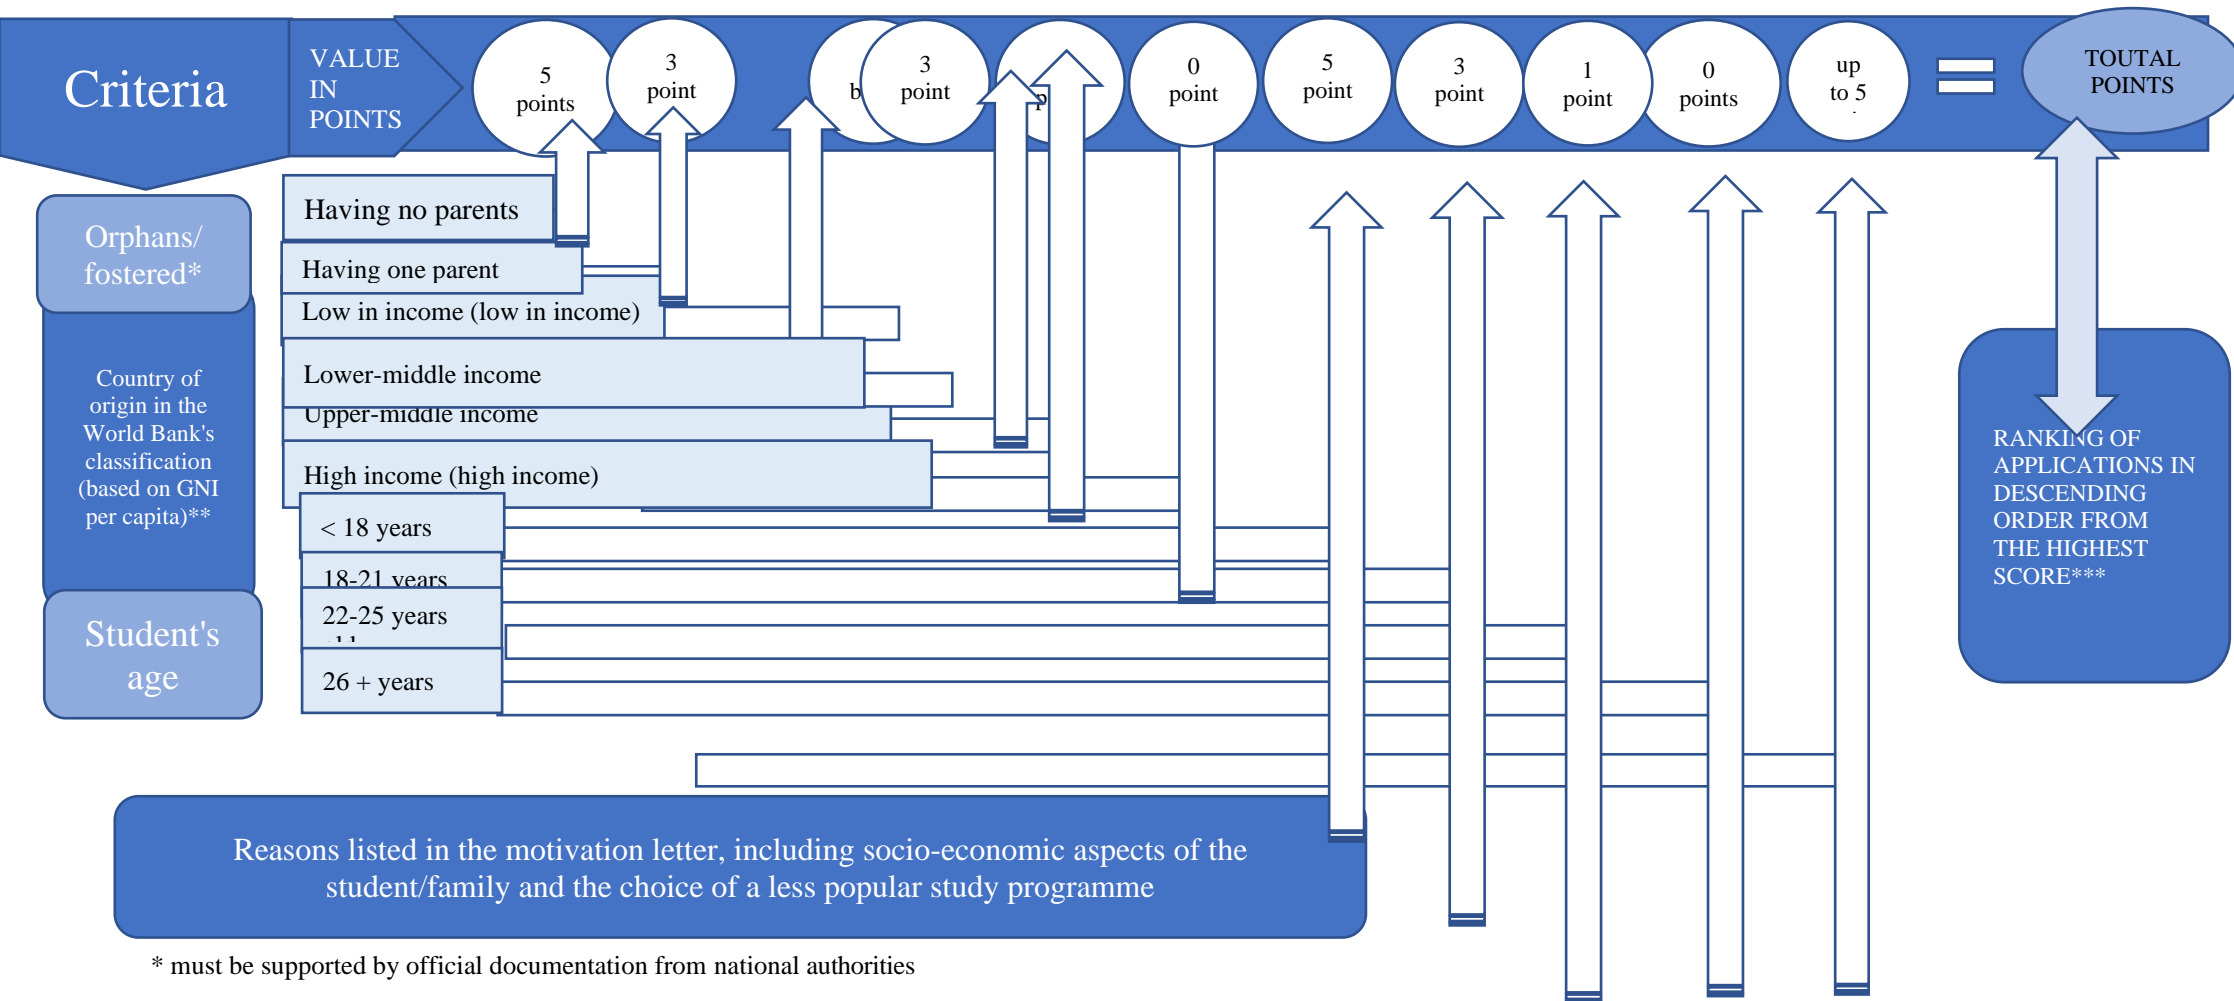 Criteria
VALUE
IN
POINTS
5
points
3
point
3
point
0
point
5
point
3
point
1
point
0
points
up
to 5
TOUTAL
POINTS
Orphans/
fostered*
Having no parents
Having one parent
Low in income (low in income)
Country of
origin in the
World Bank's
classification
(based on GNI
per capita)**
Lower-middle income
Upper-middle income
High income (high income)
Student's
age
< 18 years
18-21 years
22-25 years
26 + years
RANKING OF
APPLICATIONS IN
DESCENDING
ORDER FROM
THE HIGHEST
SCORE***
Reasons listed in the motivation letter, including socio-economic aspects of the
student/family and the choice of a less popular study programme
* must be supported by official documentation from national authorities